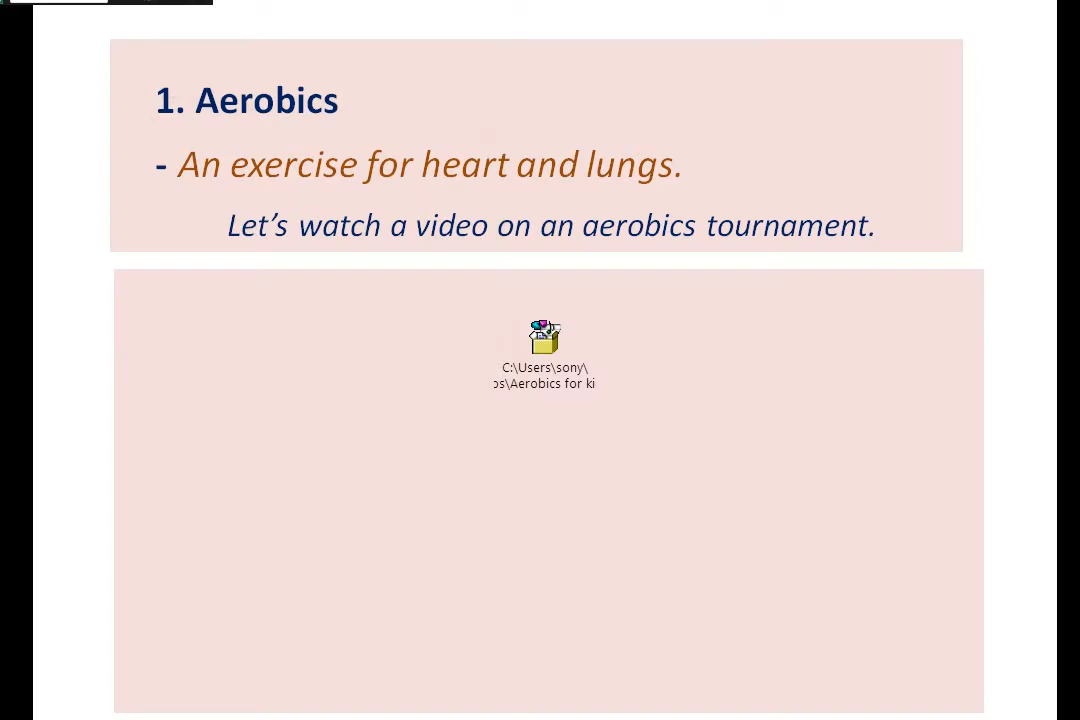 1. Aerobics
- An exercise for heart and lungs.
Let's watch a video on an aerobics tournament.
C:\Users\sony\
os\Aerobics for ki